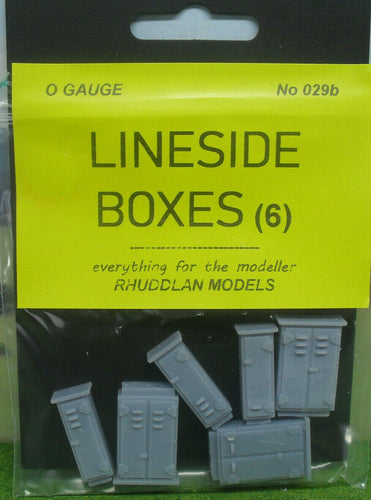 O GAUGE No 029b
LINESIDE
BOXES (6)
everything for the modeller
RHUDDLAN MODELS